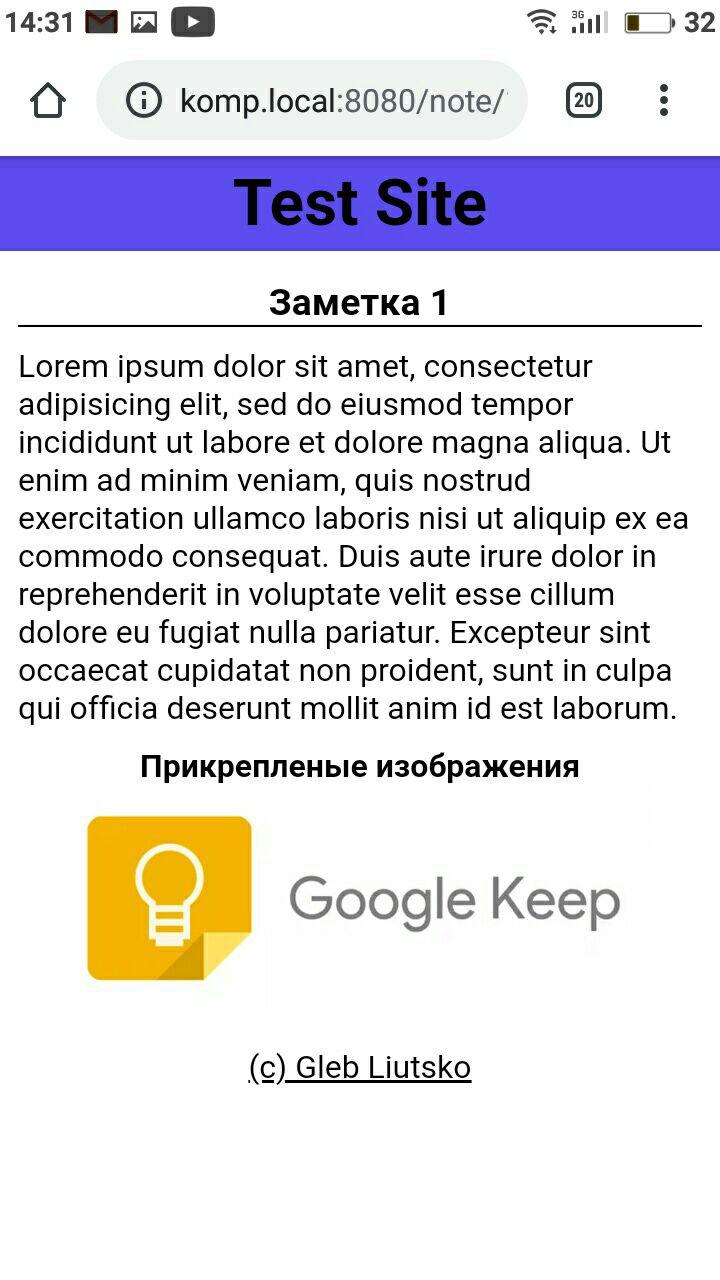 14:31
3G
32
komp.local:8080/note/
20
Test Site
Заметка 1
Lorem ipsum dolor sit amet, consectetur
adipisicing elit, sed do eiusmod tempor
incididunt ut labore et dolore magna aliqua. Ut
enim ad minim veniam, quis nostrud
exercitation ullamco laboris nisi ut aliquip ex ea
commodo consequat. Duis aute irure dolor in
reprehenderit in voluptate velit esse cillum
dolore eu fugiat nulla pariatur. Excepteur sint
occaecat cupidatat non proident, sunt in culpa
qui officia deserunt mollit anim id est laborum.
Прикрепленые изображения
Google Keep
(c) Gleb Liutsko